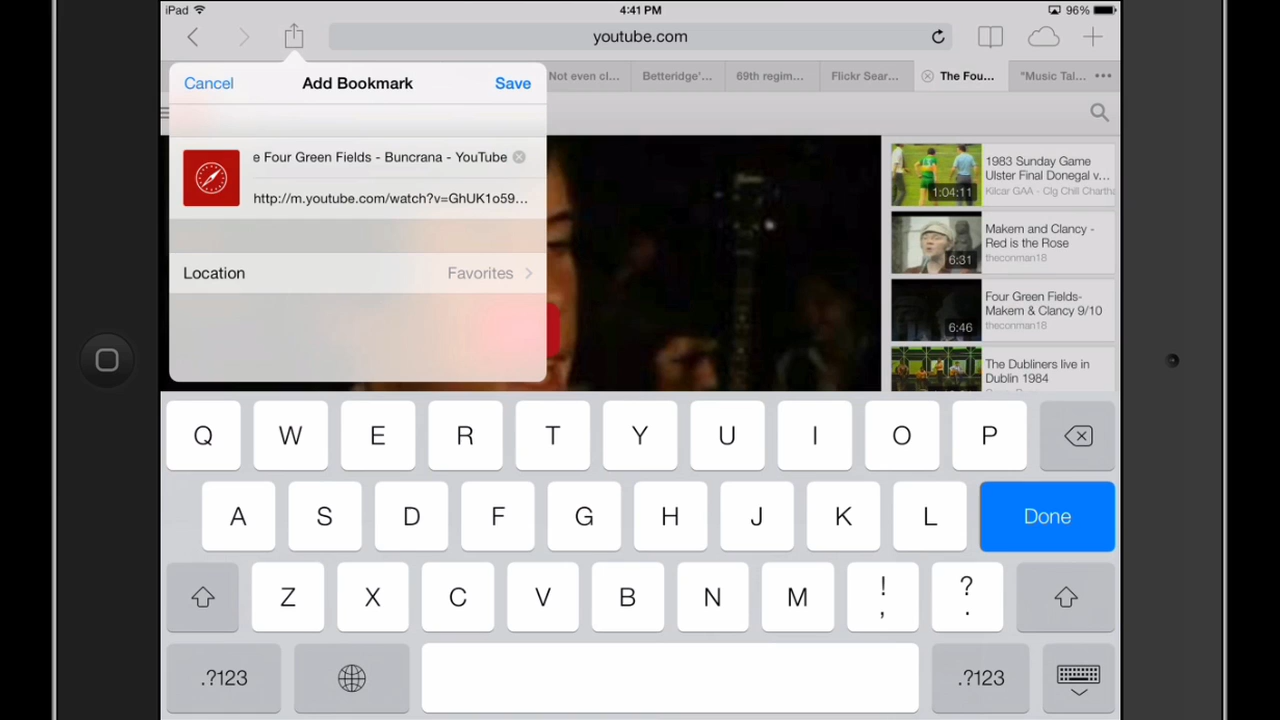 iPad 4:41 PM 96%
youtube.com
Not even cl... Betteridge'... 69th regim... Flickr Sear... The Fou... "Music Tal...
Cancel Add Bookmark Save
e Four Green Fields - Buncrana - YouTube
http://m.youtube.com/watch?v=GhUK1o59...
Location Favorites
1983 Sunday Game
Ulster Final Donegal v...
Kilcar GAA - Clg Chill Chartha
1:04:11
Makem and Clancy -
Red is the Rose
theconman18
6:31
Four Green Fields-
Makem & Clancy 9/10
theconman18
6:46
The Dubliners live in
Dublin 1984
Q W E R T Y U I O P
A S D F G H J K L Done
Z X C V B N M ! , ? .
.?123 .?123